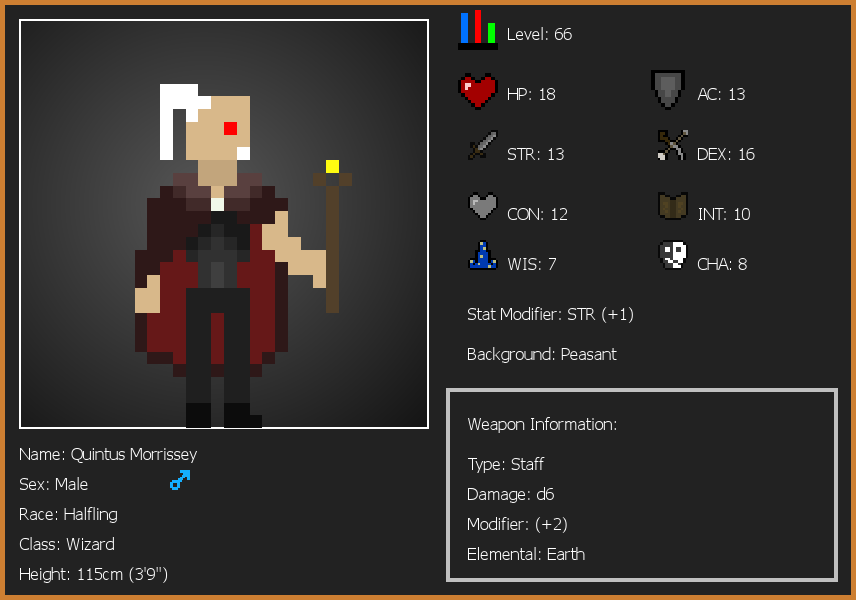 Level: 66
HP: 18
AC: 13
STR: 13
DEX: 16
CON: 12
INT: 10
WIS: 7
CHA: 8
Stat Modifier: STR (+1)
Background: Peasant
Weapon Information:
Type: Staff
Damage: d6
Modifier: (+2)
Elemental: Earth
Name: Quintus Morrissey
Sex: Male
Race: Halfling
Class: Wizard
Height: 115cm (3'9")